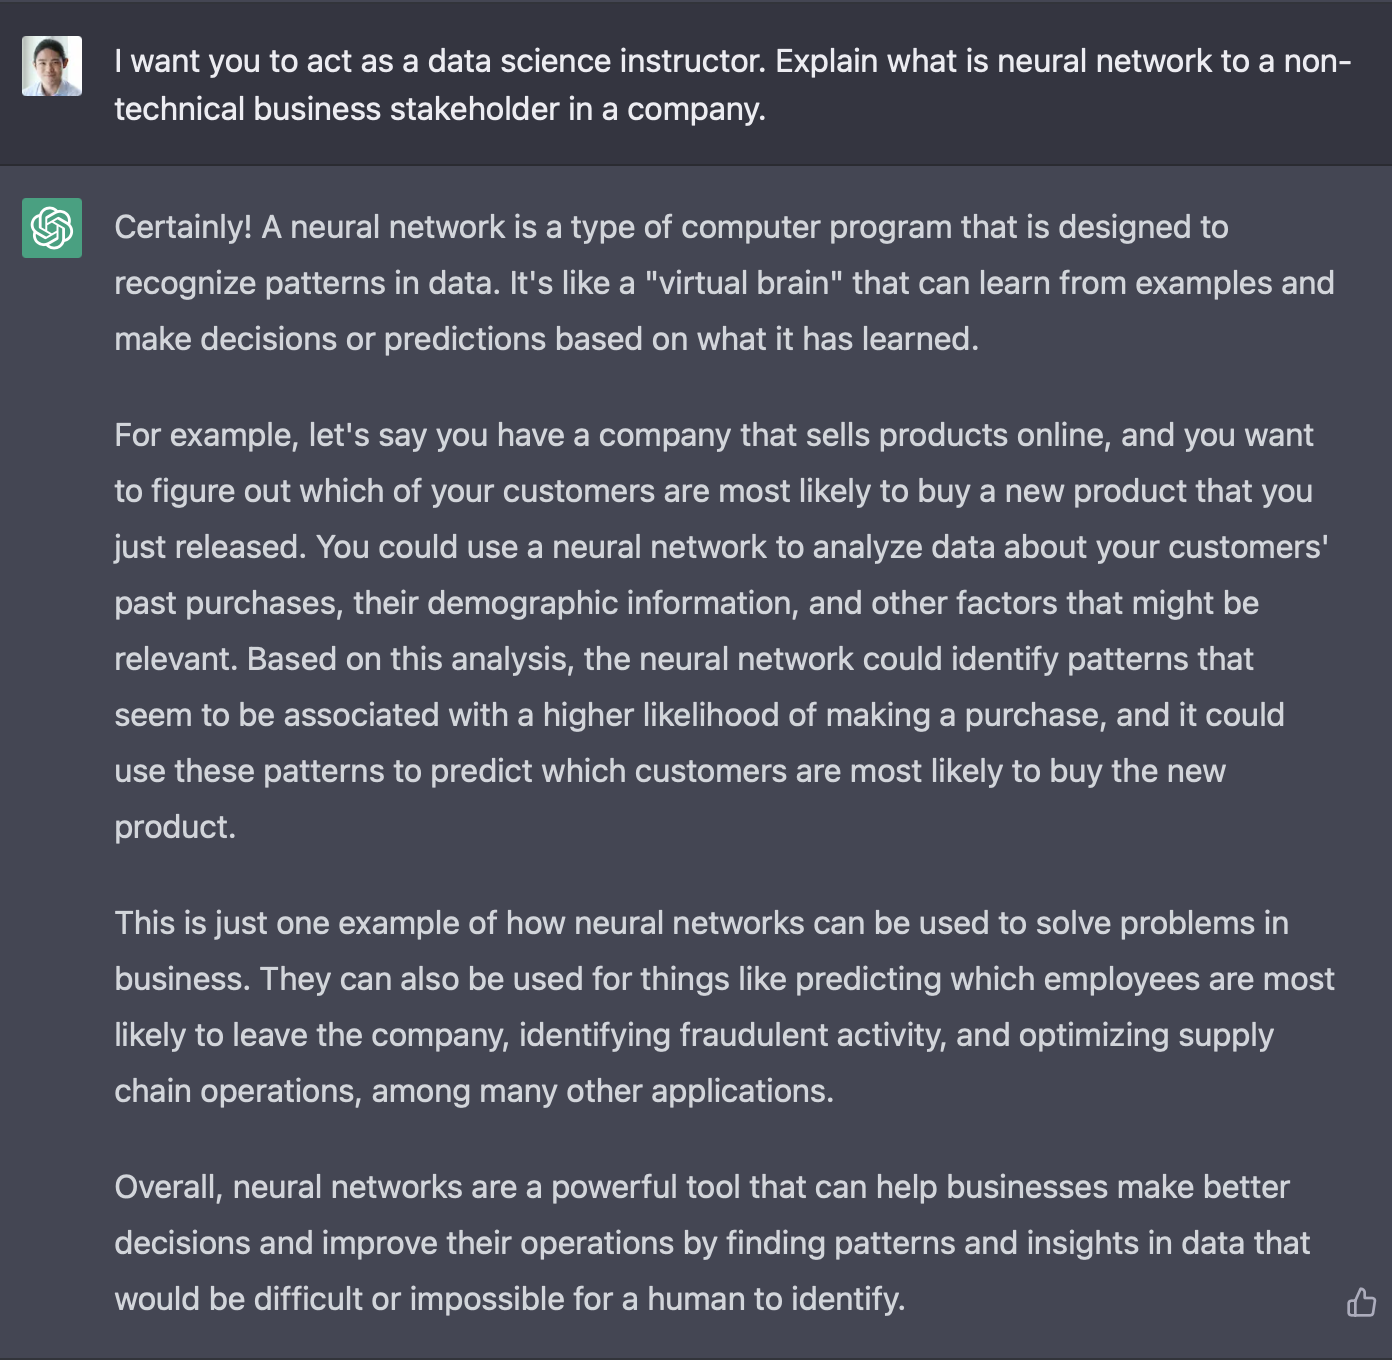 I want you to act as a data science instructor. Explain what is neural network to a non-
technical business stakeholder in a company.
Certainly! A neural network is a type of computer program that is designed to
recognize patterns in data. It's like a "virtual brain" that can learn from examples and
make decisions or predictions based on what it has learned.
For example, let's say you have a company that sells products online, and you want
to figure out which of your customers are most likely to buy a new product that you
just released. You could use a neural network to analyze data about your customers'
past purchases, their demographic information, and other factors that might be
relevant. Based on this analysis, the neural network could identify patterns that
seem to be associated with a higher likelihood of making a purchase, and it could
use these patterns to predict which customers are most likely to buy the new
product.
This is just one example of how neural networks can be used to solve problems in
business. They can also be used for things like predicting which employees are most
likely to leave the company, identifying fraudulent activity, and optimizing supply
chain operations, among many other applications.
Overall, neural networks are a powerful tool that can help businesses make better
decisions and improve their operations by finding patterns and insights in data that
would be difficult or impossible for a human to identify.